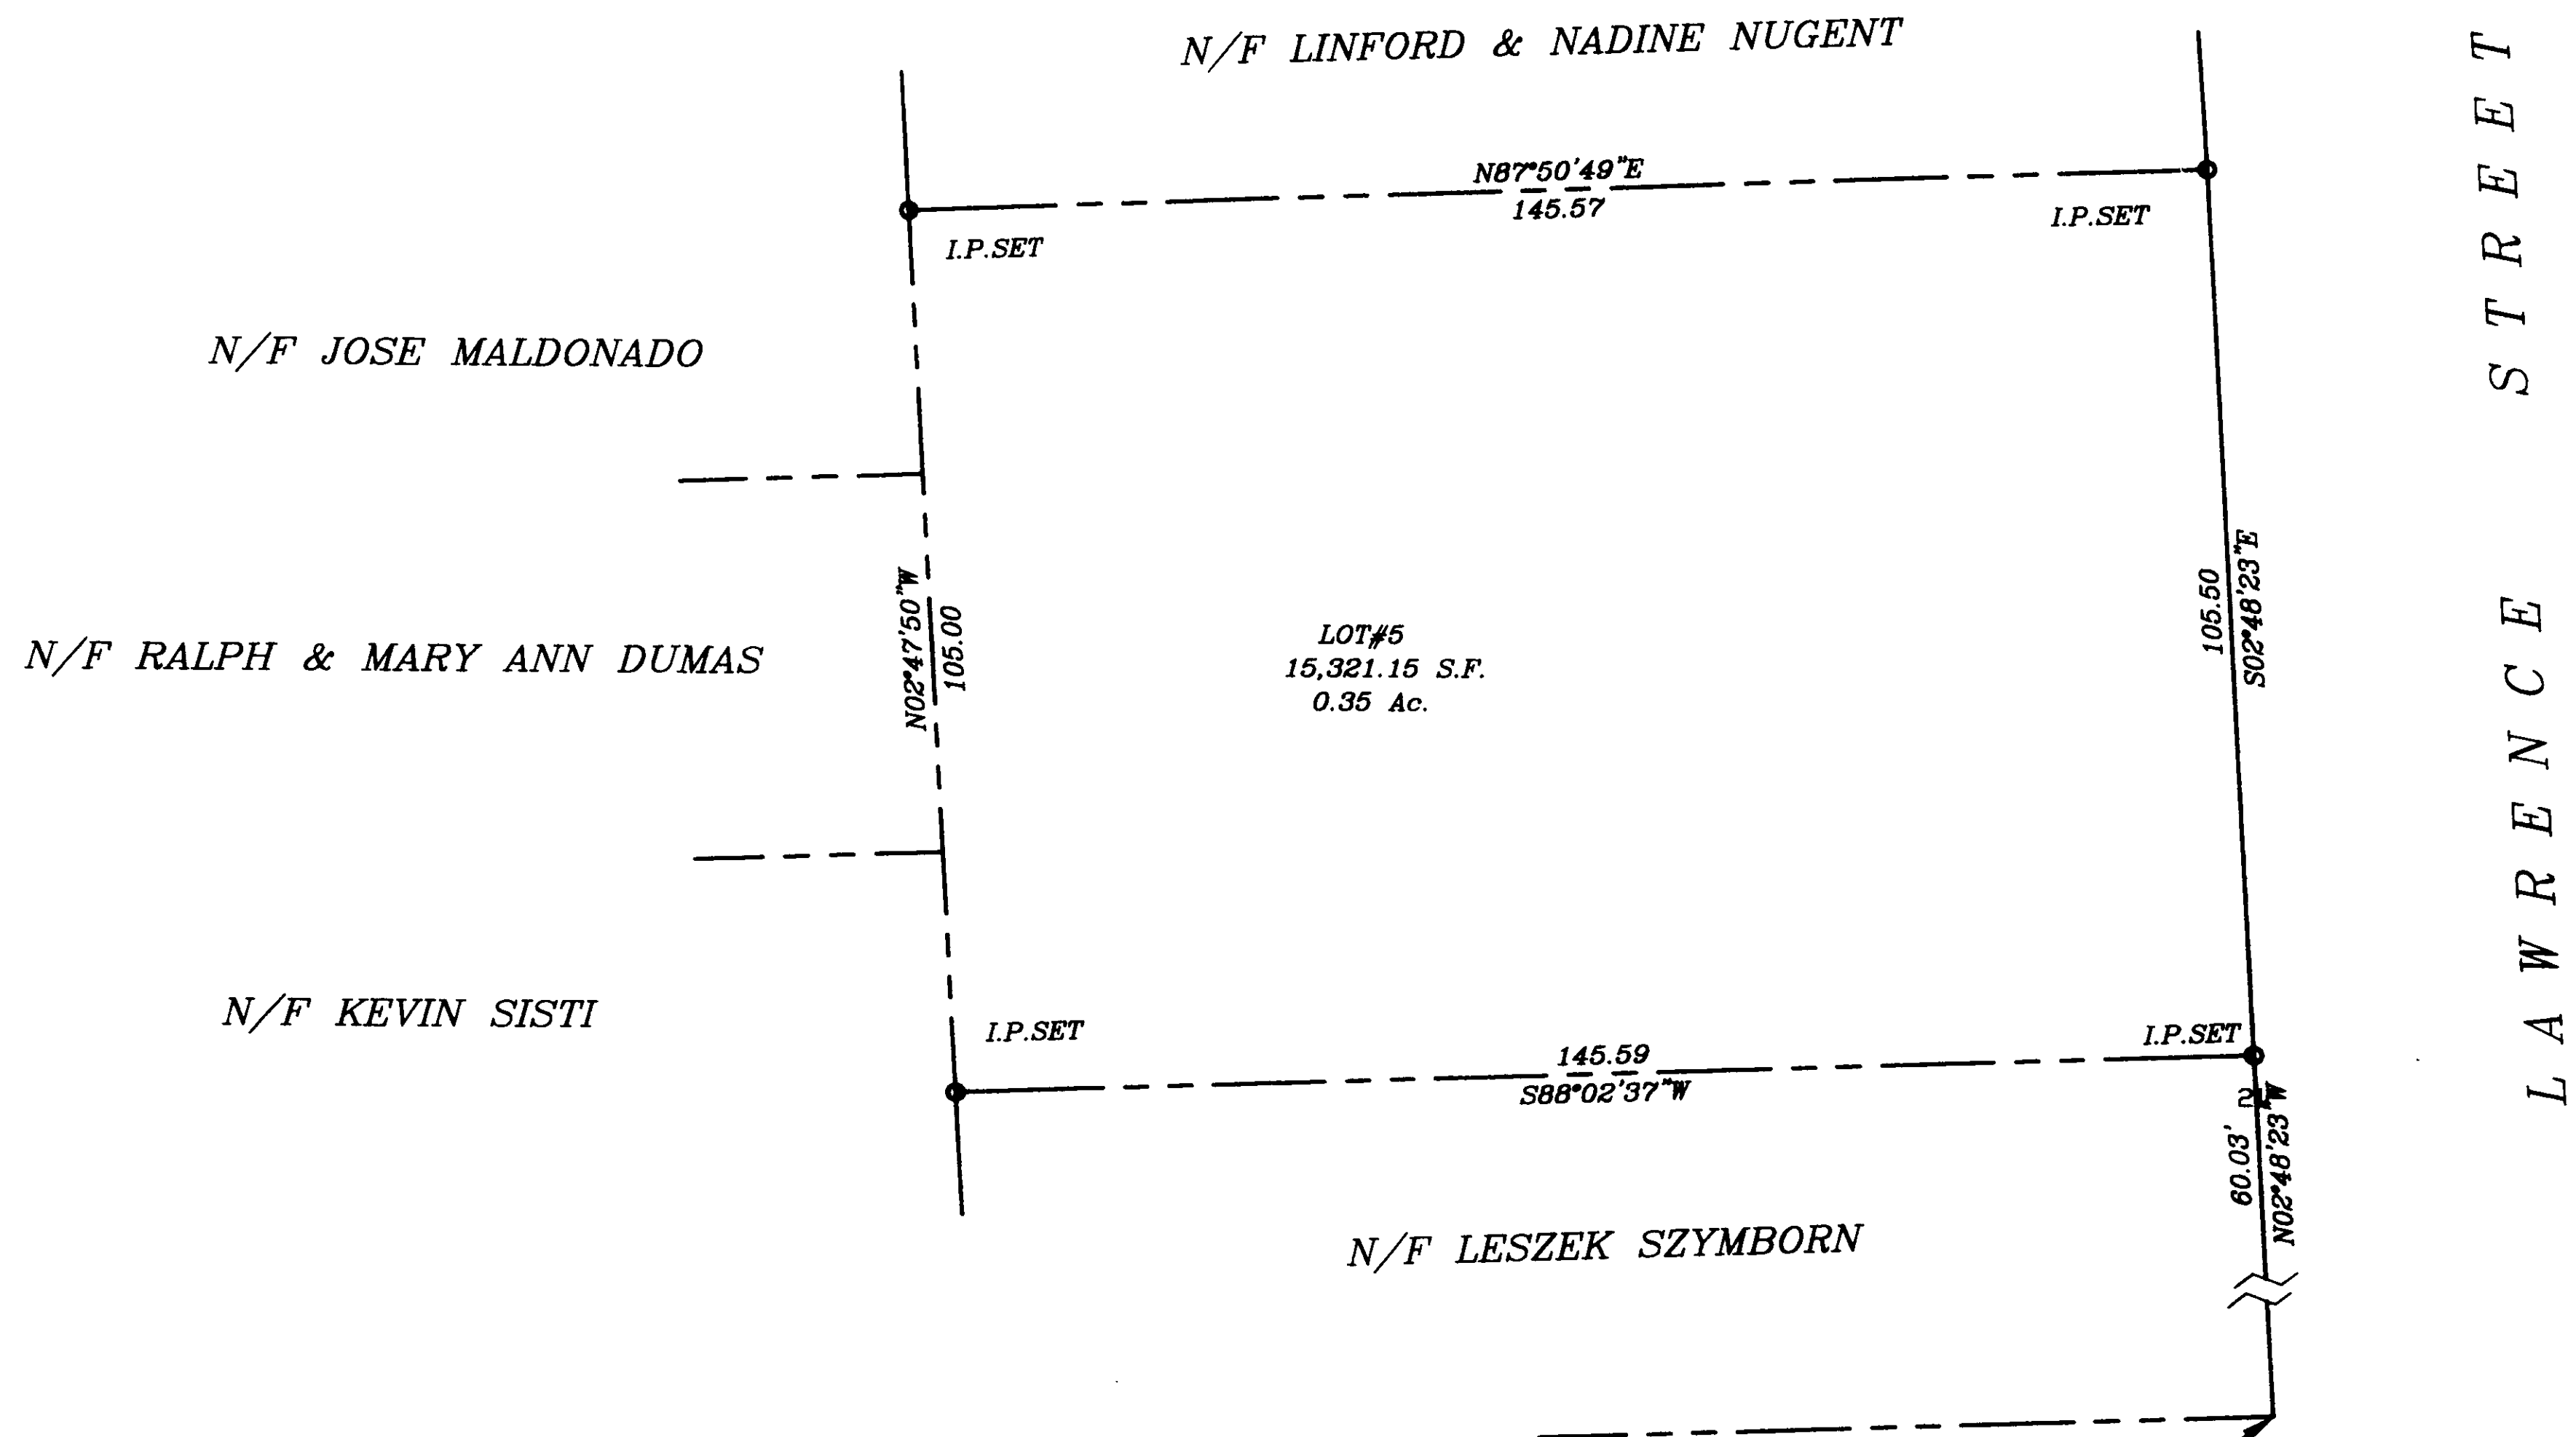 N/F LINFORD & NADINE NUGENT
N87°50'49"E
145.57
I.P.SET
I.P.SET
N/F JOSE MALDONADO
N/F RALPH & MARY ANN DUMAS
N02°47'50"W
105.00
LOT#5
15,321.15 S.F.
0.35 Ac.
105.50
S02°48'23"E
LAWRENCE STREET
N/F KEVIN SISTI
I.P.SET
145.59
S88°02'37"W
I.P.SET
60.03'
N02°48'23"W
N/F LESZEK SZYMBORN